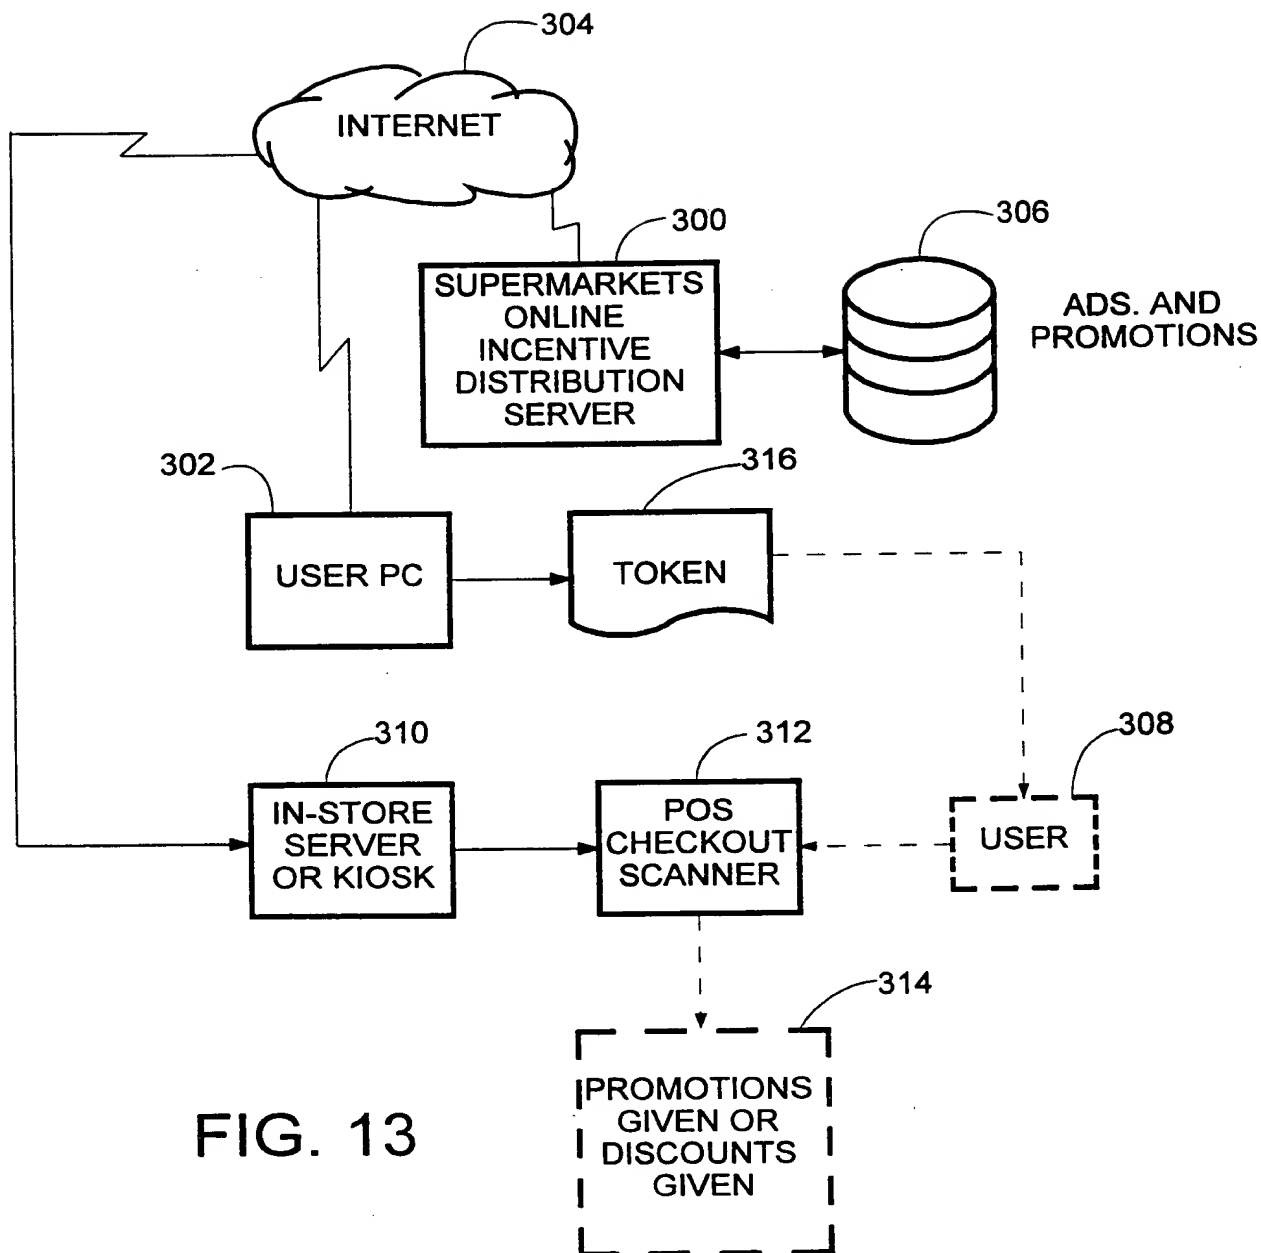 304
INTERNET
300
306
SUPERMARKETS
ONLINE
INCENTIVE
DISTRIBUTION
SERVER
ADS. AND
PROMOTIONS
302
316
USER PC
TOKEN
310
312
308
IN-STORE
SERVER
OR KIOSK
POS
CHECKOUT
SCANNER
USER
314
PROMOTIONS
GIVEN OR
DISCOUNTS
GIVEN
FIG. 13